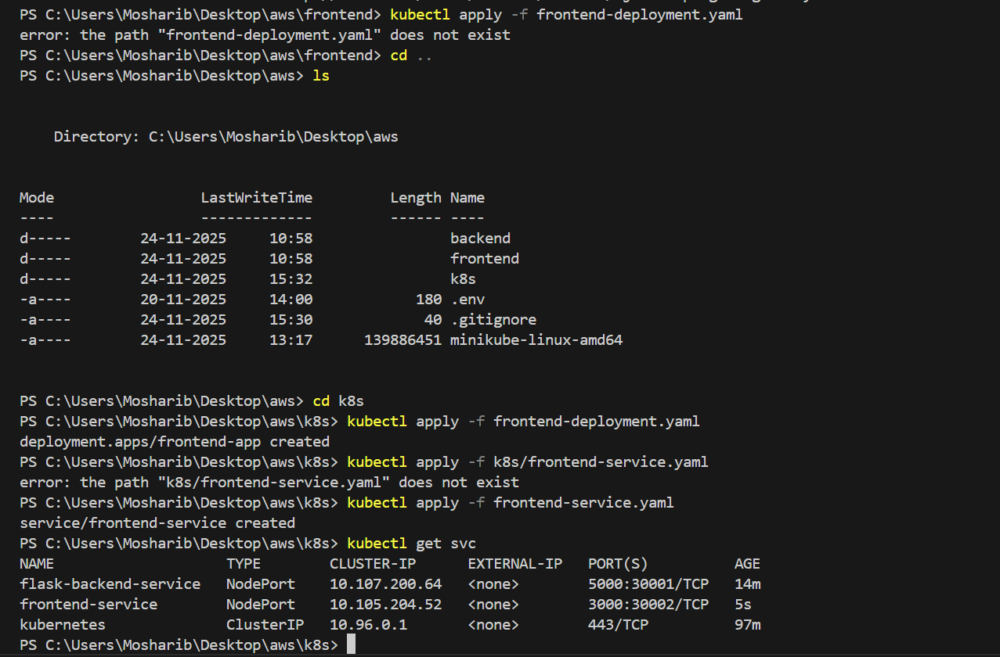 PS C:\Users\Mosharib\Desktop\aws\frontend> kubectl apply -f frontend-deployment.yaml
error: the path "frontend-deployment.yaml" does not exist
PS C:\Users\Mosharib\Desktop\aws\frontend> cd ..
PS C:\Users\Mosharib\Desktop\aws> ls
Directory: C:\Users\Mosharib\Desktop\aws
Mode LastWriteTime Length Name
---- ------------- ------ ----
d----- 24-11-2025 10:58 backend
d----- 24-11-2025 10:58 frontend
d----- 24-11-2025 15:32 k8s
-a---- 20-11-2025 14:00 180 .env
-a---- 24-11-2025 15:30 40 .gitignore
-a---- 24-11-2025 13:17 139886451 minikube-linux-amd64
PS C:\Users\Mosharib\Desktop\aws> cd k8s
PS C:\Users\Mosharib\Desktop\aws\k8s> kubectl apply -f frontend-deployment.yaml
deployment.apps/frontend-app created
PS C:\Users\Mosharib\Desktop\aws\k8s> kubectl apply -f k8s/frontend-service.yaml
error: the path "k8s/frontend-service.yaml" does not exist
PS C:\Users\Mosharib\Desktop\aws\k8s> kubectl apply -f frontend-service.yaml
service/frontend-service created
PS C:\Users\Mosharib\Desktop\aws\k8s> kubectl get svc
NAME TYPE CLUSTER-IP EXTERNAL-IP PORT(S) AGE
flask-backend-service NodePort 10.107.200.64 <none> 5000:30001/TCP 14m
frontend-service NodePort 10.105.204.52 <none> 3000:30002/TCP 5s
kubernetes ClusterIP 10.96.0.1 <none> 443/TCP 97m
PS C:\Users\Mosharib\Desktop\aws\k8s>